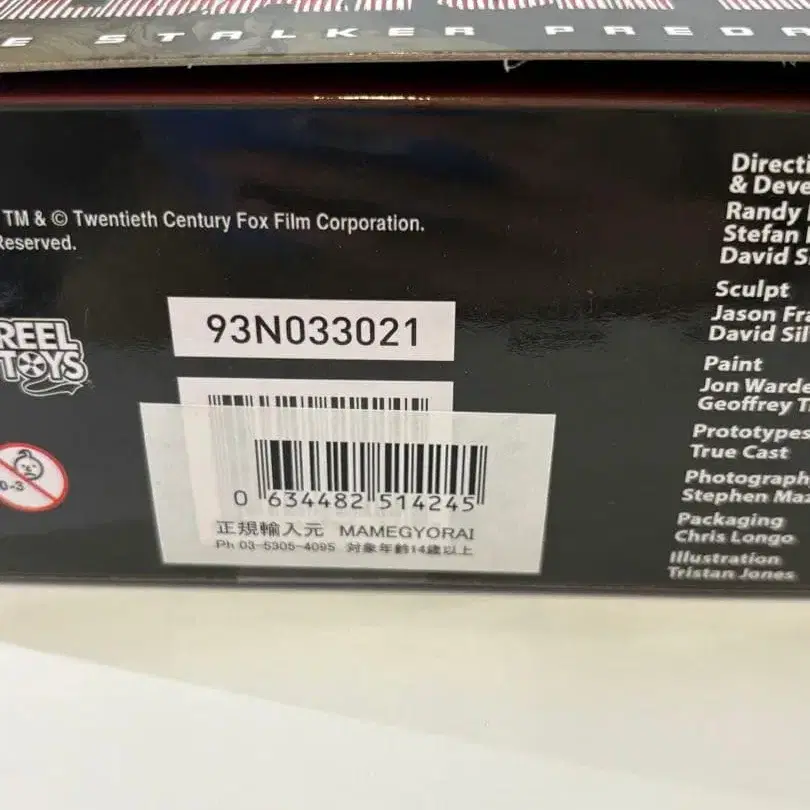 E STALKER PREDA
TM & © Twentieth Century Fox Film Corporation.
Reserved.
REEL
TOYS
0-3
93N033021
0 634482 514245
正規輸入元 MAMEGYORAI
Ph 03-5305-4095 対象年齢14歳以上
Directi
& Deve
Randy
Stefan
David Si
Sculpt
Jason Fra
David Sil
Paint
Jon Warde
Geoffrey T
Prototypes
True Cast
Photograph
Stephen Maz
Packaging
Chris Longo
Illustration
Tristan Jones